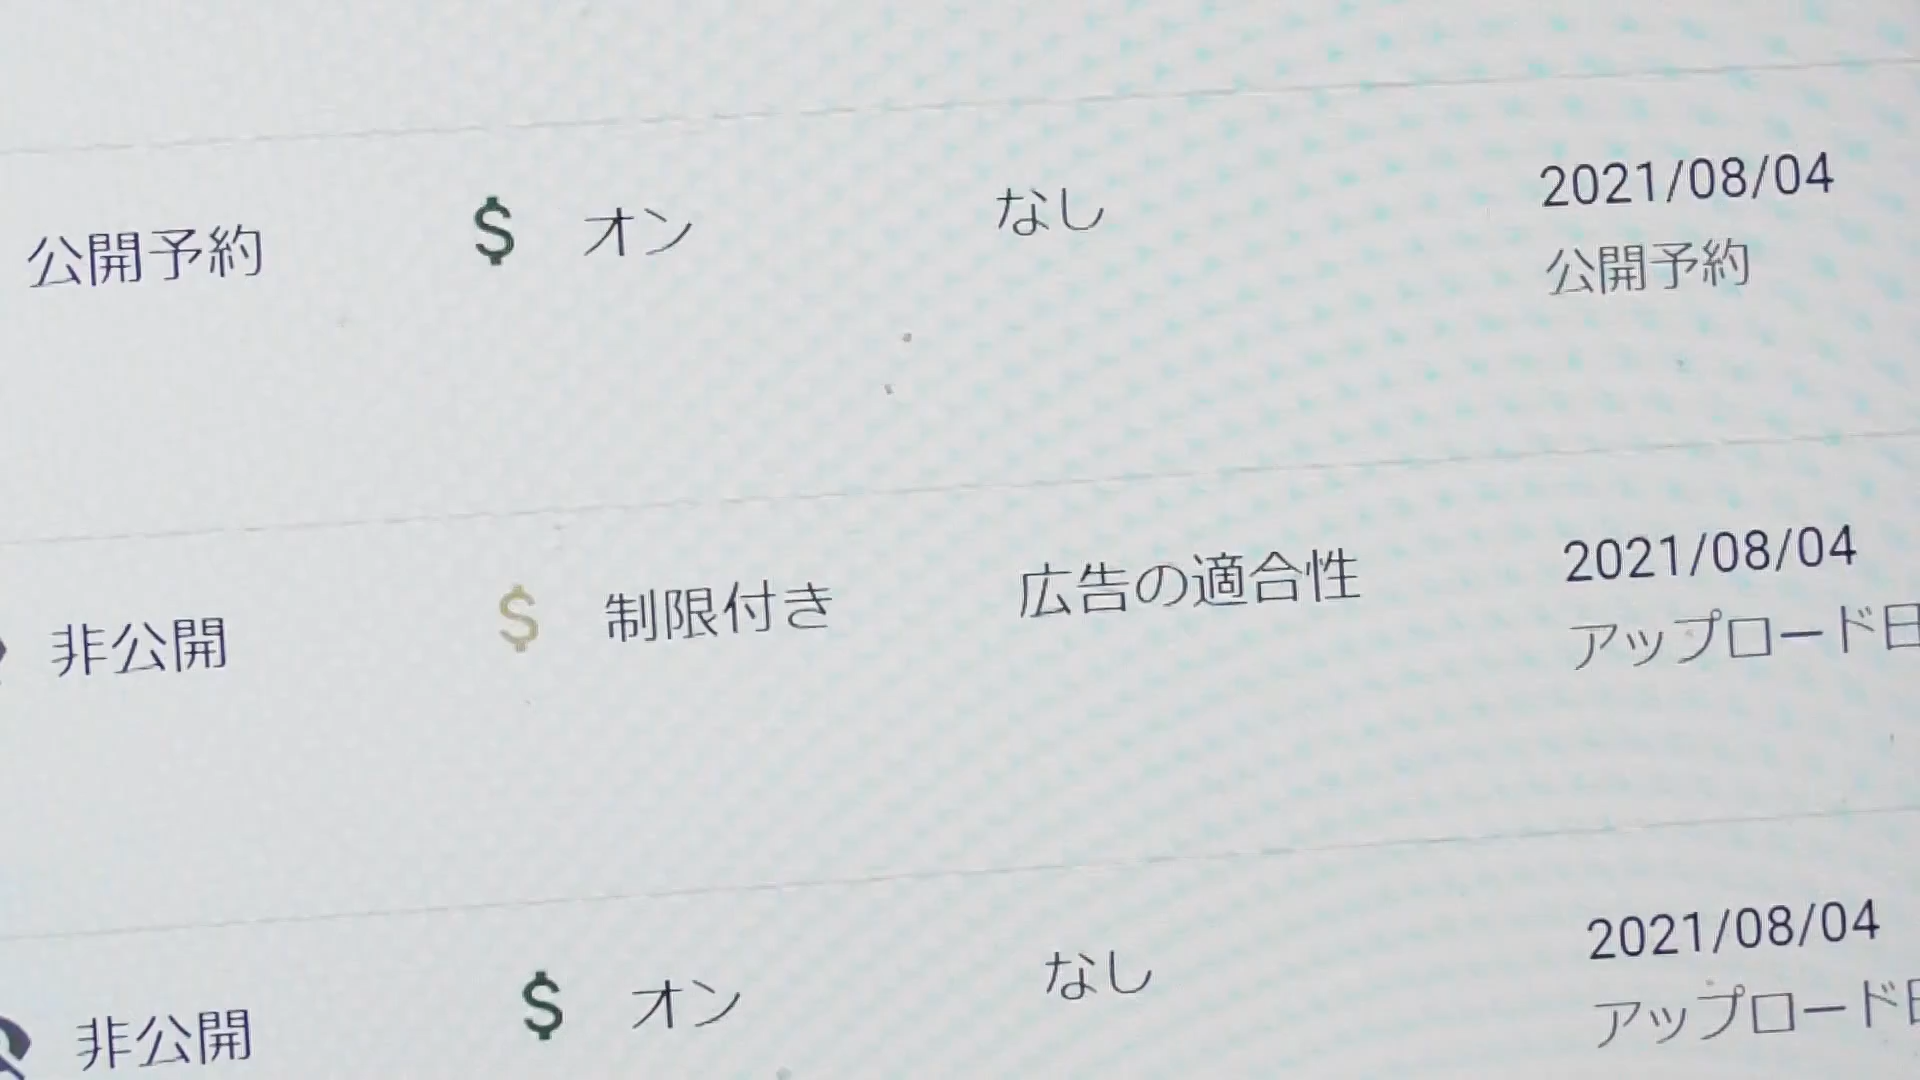 公開予約 $ オン なし 2021/08/04
公開予約
非公開 $ 制限付き 広告の適合性 2021/08/04
アップロード日
非公開 $ オン なし 2021/08/04
アップロード日